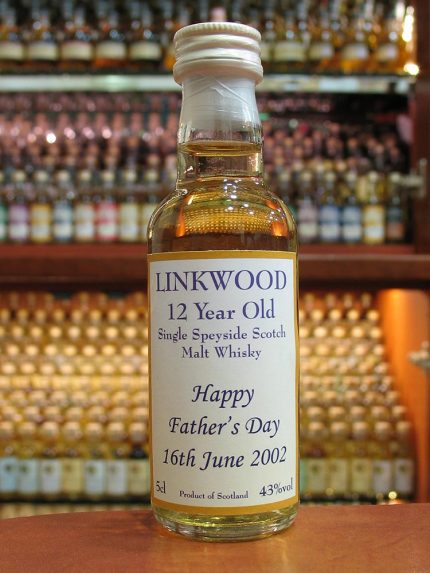 LINKWOOD
12 Year Old
Single Speyside Scotch
Malt Whisky
Happy
Father's Day
16th June 2002
5cl Product of Scotland 43%vol